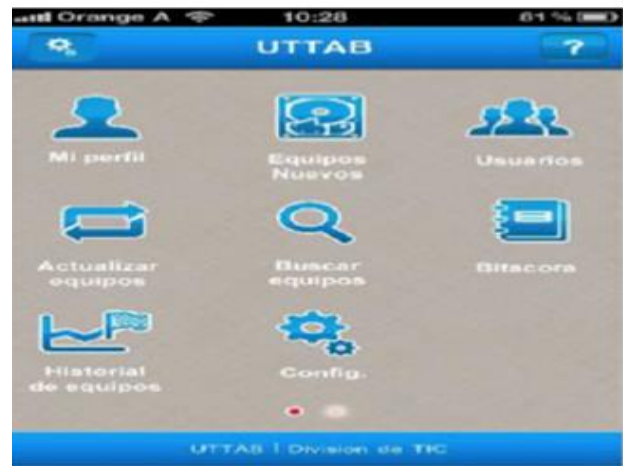 Orange A 10:28 81 %
UTTAB ?
Mi perfil
Equipos
Nuevos
Usuarios
Actualizar
equipos
Buscar
equipos
Bitacora
Historial
de equipos
Config.
UTTAB | Division de TIC